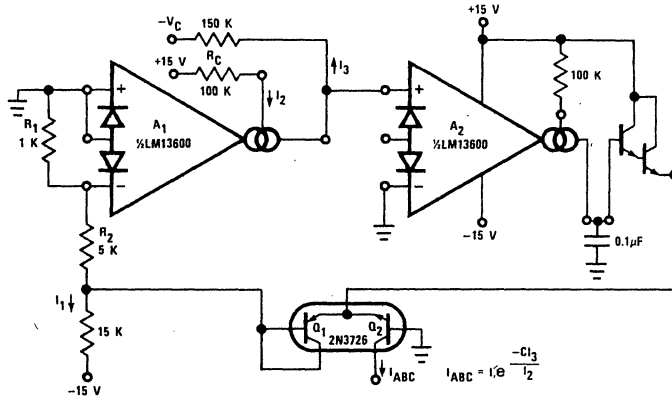 −V_C
150 K
+15 V
R_C
100 K
I_2
I_3
+15 V
100 K
+
A_1
½LM13600
−
R_1
1 K
+
A_2
½LM13600
−
−15 V
0.1μF
R_2
5 K
I_1
15 K
−15 V
Q_1
Q_2
2N3726
I_ABC
I_ABC = I_1e −CI_3 / I_2